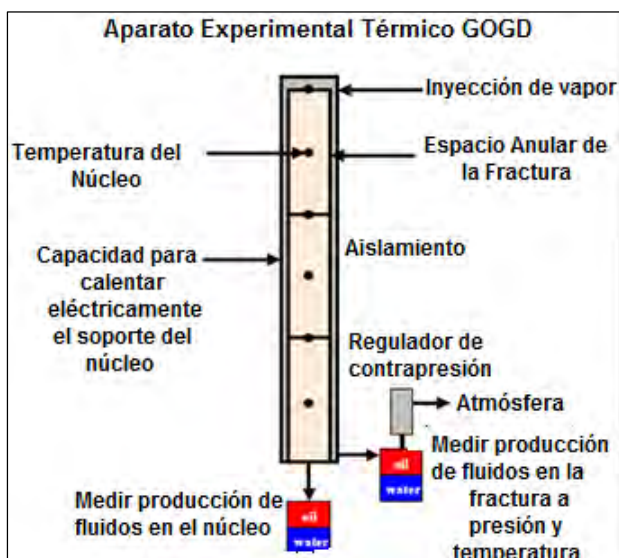 Aparato Experimental Térmico GOGD
Inyección de vapor
Temperatura del
Núcleo
Espacio Anular de
la Fractura
Capacidad para
calentar
eléctricamente
el soporte del
núcleo
Aislamiento
Regulador de
contrapresión
Atmósfera
oil
water
Medir producción
de fluidos en la
fractura a
presión y
temperatura
Medir producción de
fluidos en el núcleo
oil
water